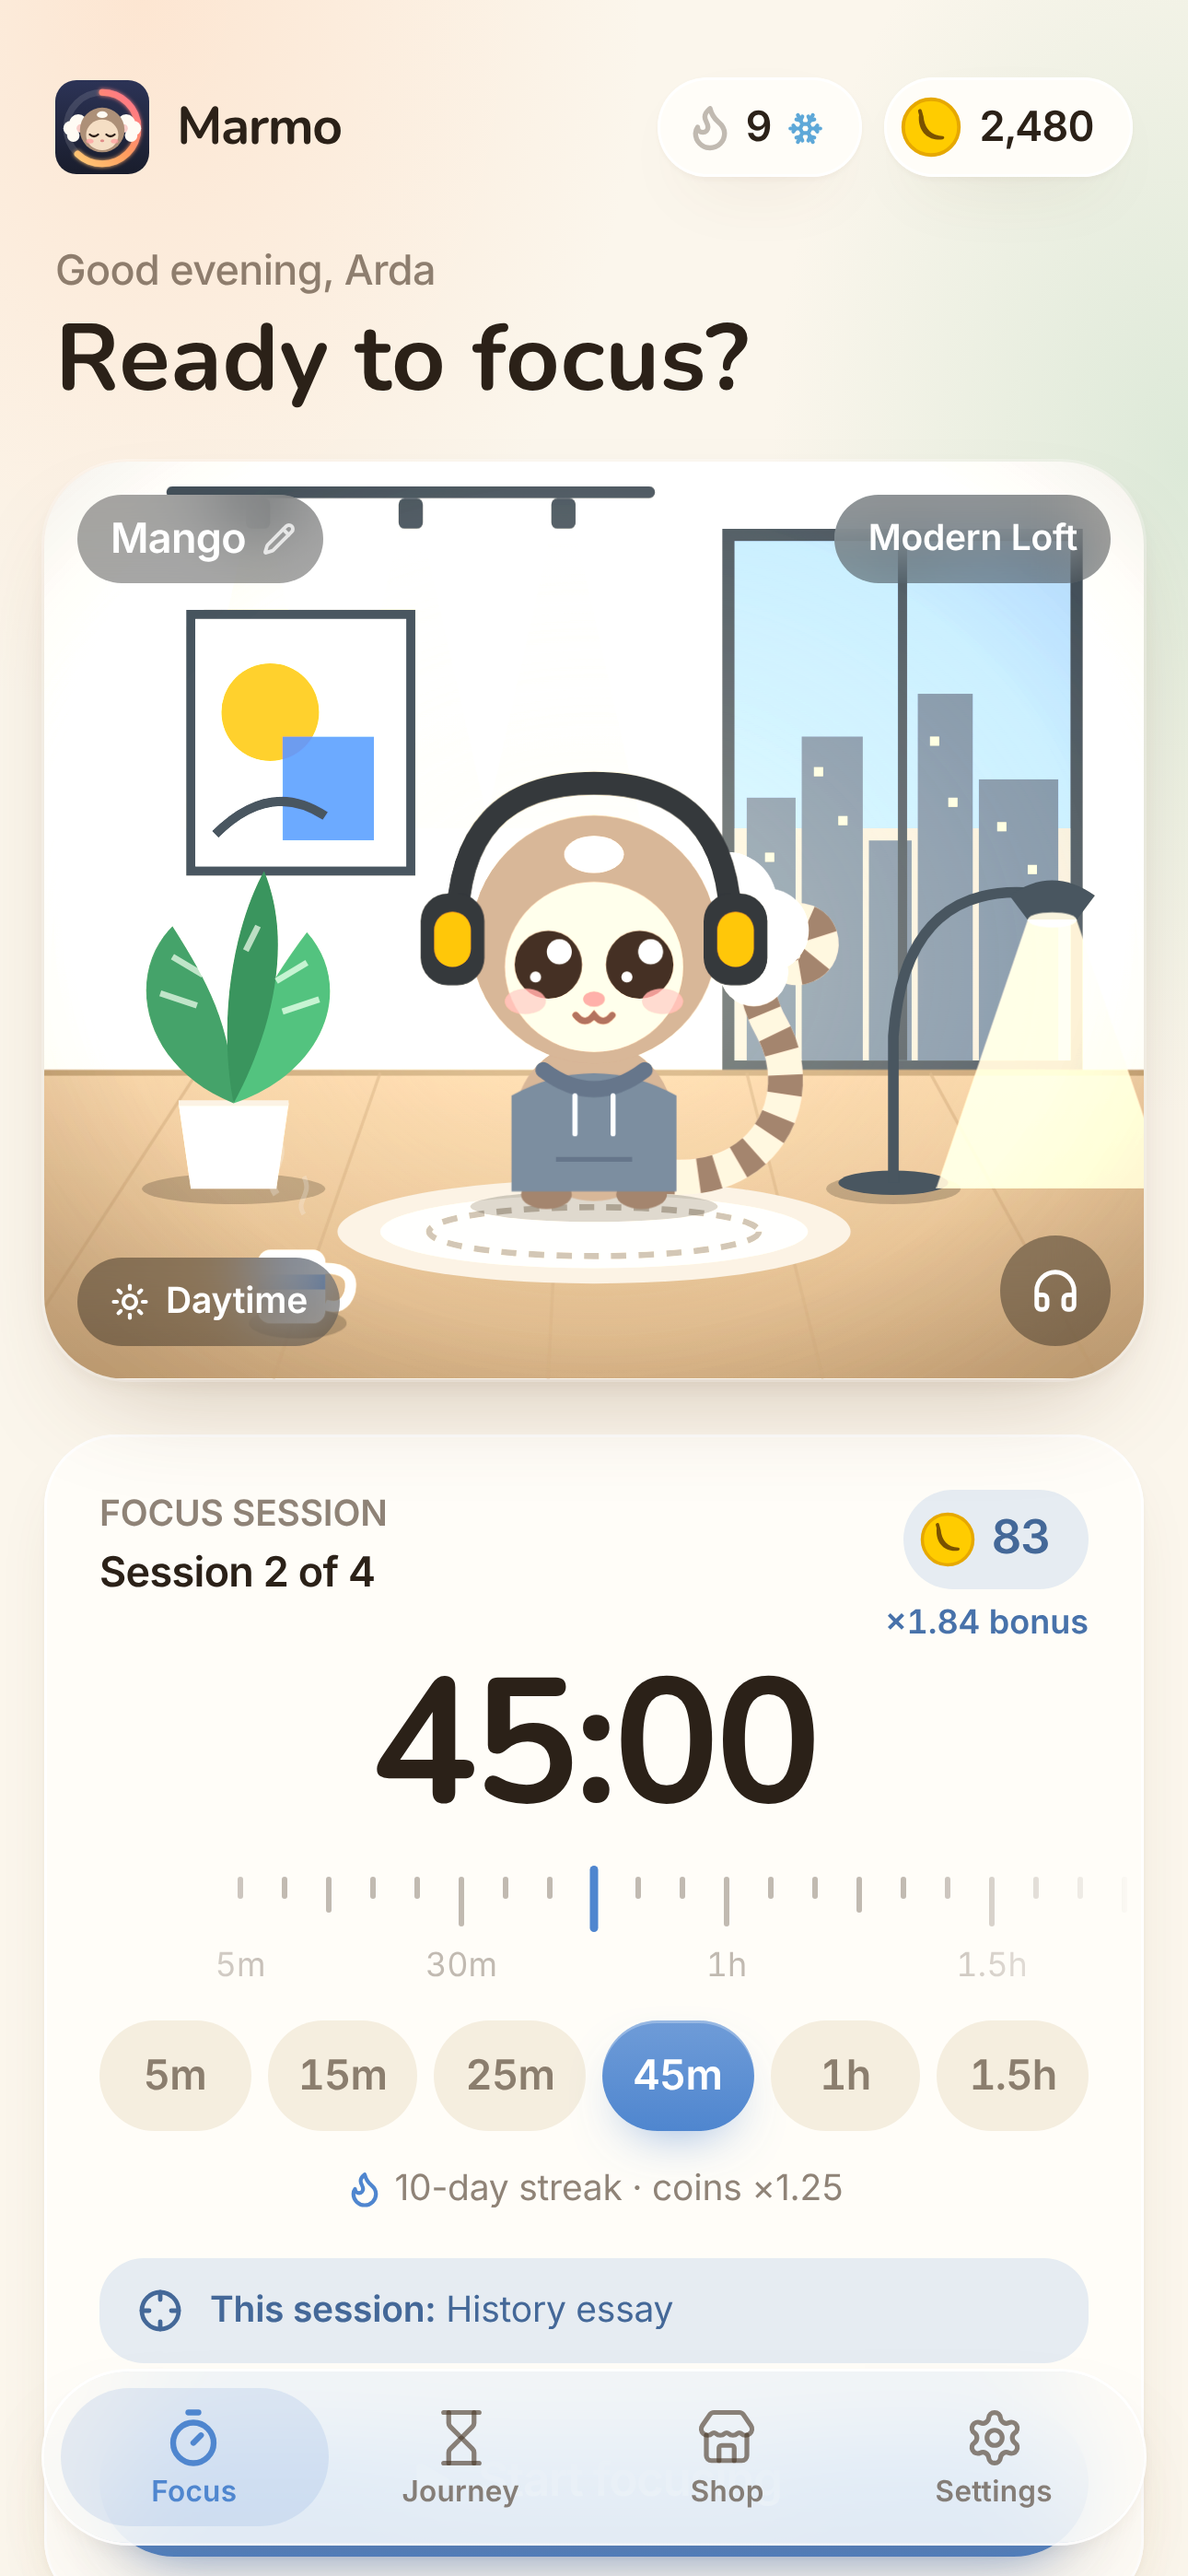 Marmo
9
2,480
Good evening, Arda
Ready to focus?
Mango
Modern Loft
Daytime
FOCUS SESSION
83
Session 2 of 4
×1.84 bonus
45:00
5m 30m 1h 1.5h
5m 15m 25m 45m 1h 1.5h
10-day streak · coins ×1.25
This session: History essay
Focus Journey Shop Settings